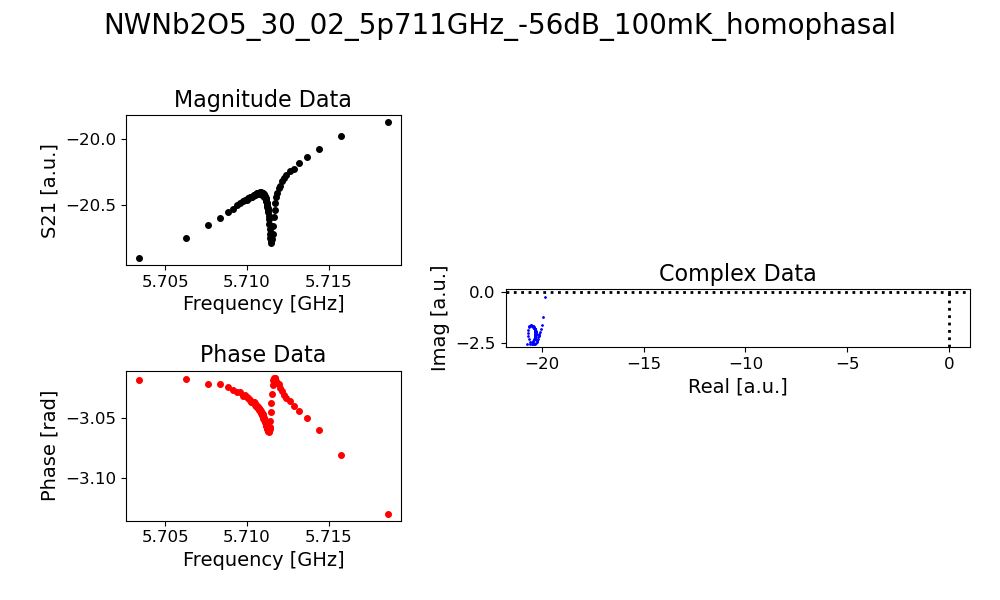 NWNb2O5_30_02_5p711GHz_-56dB_100mK_homophasal
Magnitude Data
S21 [a.u.]
−20.0
−20.5
5.705 5.710 5.715
Frequency [GHz]
Phase Data
Phase [rad]
−3.05
−3.10
5.705 5.710 5.715
Frequency [GHz]
Complex Data
Imag [a.u.]
0.0
−2.5
−20 −15 −10 −5 0
Real [a.u.]